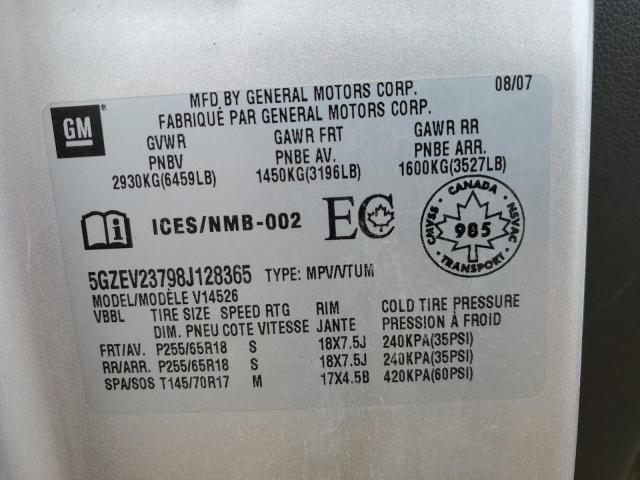 MFD BY GENERAL MOTORS CORP. 08/07
FABRIQUÉ PAR GENERAL MOTORS CORP.
GM
GVWR GAWR FRT GAWR RR
PNBV PNBE AV. PNBE ARR.
2930KG(6459LB) 1450KG(3196LB) 1600KG(3527LB)
ICES/NMB-002 EC
CANADA
CMVSS 985 NSVAC
TRANSPORT
5GZEV23798J128365 TYPE: MPV/VTUM
MODEL/MODÈLE V14526
VBBL TIRE SIZE SPEED RTG RIM COLD TIRE PRESSURE
DIM. PNEU COTE VITESSE JANTE PRESSION À FROID
FRT/AV. P255/65R18 S 18X7.5J 240KPA(35PSI)
RR/ARR. P255/65R18 S 18X7.5J 240KPA(35PSI)
SPA/SOS T145/70R17 M 17X4.5B 420KPA(60PSI)